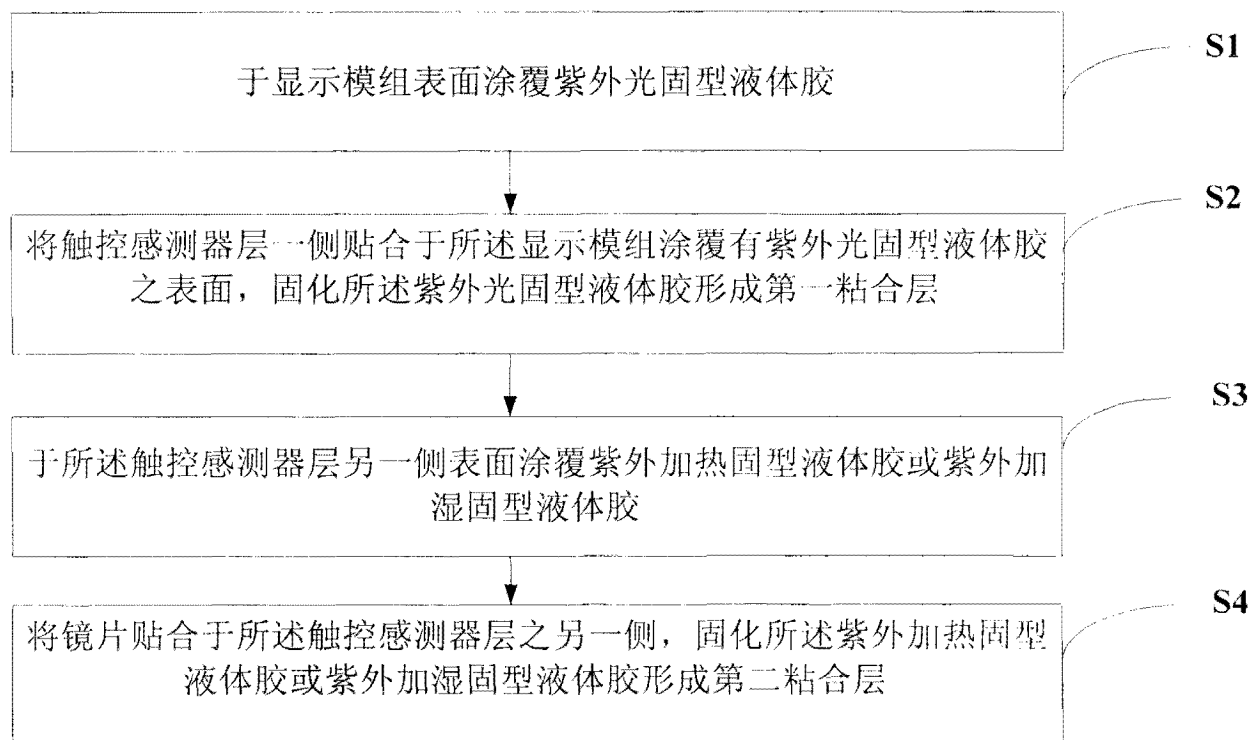 于显示模组表面涂覆紫外光固型液体胶
S1
将触控感测器层一侧贴合于所述显示模组涂覆有紫外光固型液体胶
之表面，固化所述紫外光固型液体胶形成第一粘合层
S2
于所述触控感测器层另一侧表面涂覆紫外加热固型液体胶或紫外加
湿固型液体胶
S3
将镜片贴合于所述触控感测器层之另一侧，固化所述紫外加热固型
液体胶或紫外加湿固型液体胶形成第二粘合层
S4